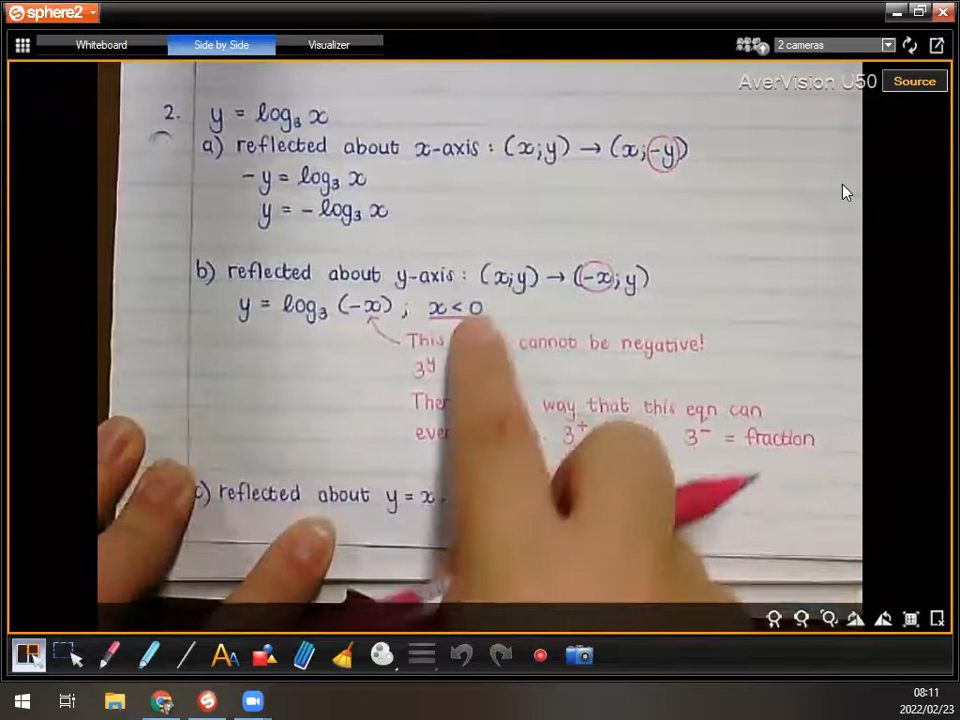 sphere2
Whiteboard
Side by Side
Visualizer
2 cameras
AverVision U50
Source
2. y = log₃ x
a) reflected about x-axis : (x;y) → (x;-y)
-y = log₃ x
y = - log₃ x
b) reflected about y-axis : (x;y) → (-x;y)
y = log₃ (-x) ; x < 0
This cannot be negative!
3ʸ
way that this eqn can
3⁺ 3⁻ = fraction
c) reflected about y = x
08:11
2022/02/23